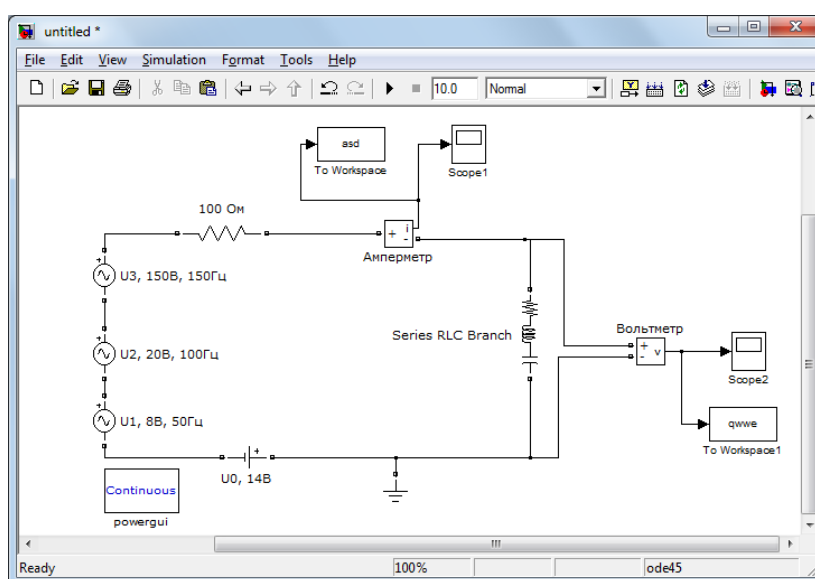 untitled *
File Edit View Simulation Format Tools Help
10.0 Normal
asd
To Workspace
Scope1
100 Ом
+ i -
Амперметр
+
U3, 150В, 150Гц
+
U2, 20В, 100Гц
+
U1, 8В, 50Гц
Series RLC Branch
Вольтметр
+ - v
Scope2
qwwe
To Workspace1
+
U0, 14В
Continuous
powergui
Ready 100% ode45